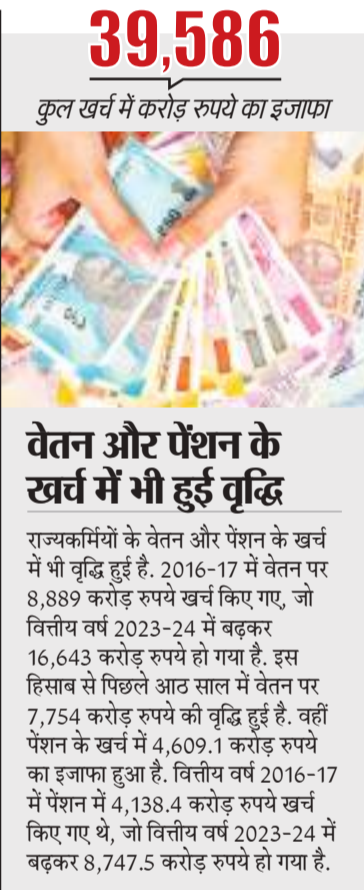 39,586
कुल खर्च में करोड़ रुपये का इजाफा
वेतन और पेंशन के
खर्च में भी हुई वृद्धि
राज्यकर्मियों के वेतन और पेंशन के खर्च
में भी वृद्धि हुई है. 2016-17 में वेतन पर
8,889 करोड़ रुपये खर्च किए गए, जो
वित्तीय वर्ष 2023-24 में बढ़कर
16,643 करोड़ रुपये हो गया है. इस
हिसाब से पिछले आठ साल में वेतन पर
7,754 करोड़ रुपये की वृद्धि हुई है. वहीं
पेंशन के खर्च में 4,609.1 करोड़ रुपये
का इजाफा हुआ है. वित्तीय वर्ष 2016-17
में पेंशन में 4,138.4 करोड़ रुपये खर्च
किए गए थे, जो वित्तीय वर्ष 2023-24 में
बढ़कर 8,747.5 करोड़ रुपये हो गया है.